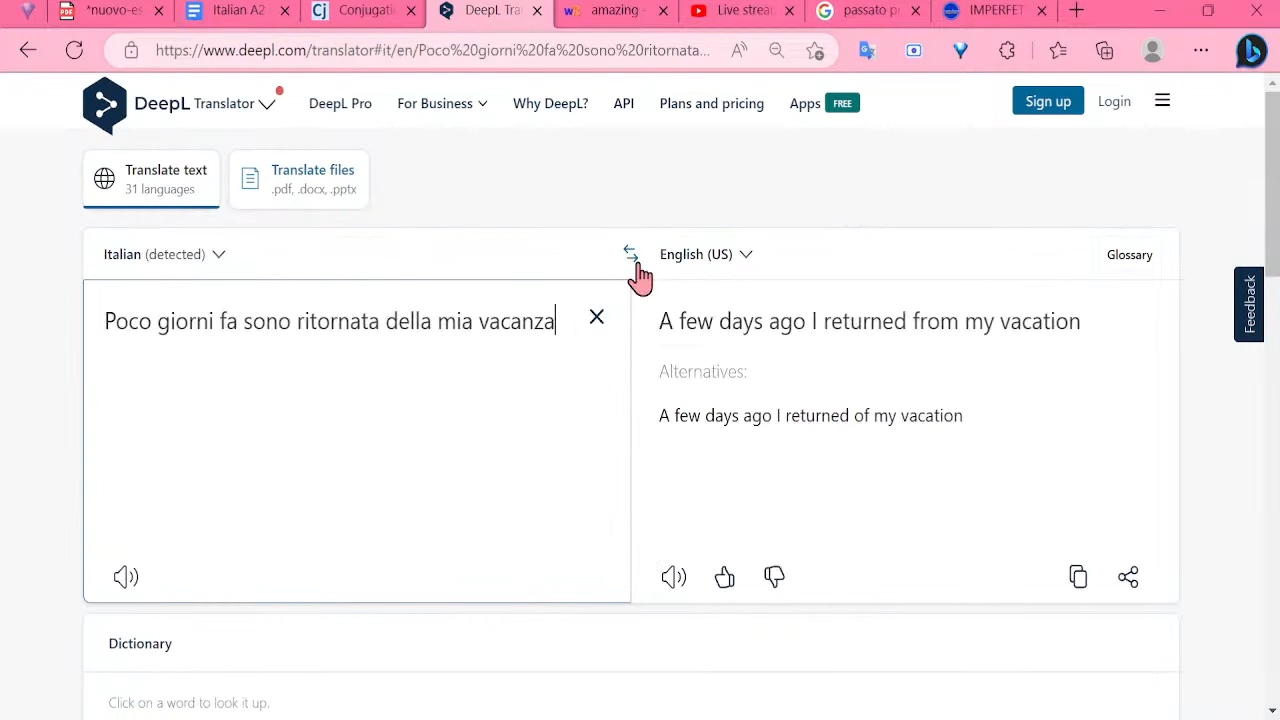 *nuovo-es
Italian A2
Conjugati
DeepL Tra
amazing -
Live strea
passato p
IMPERFET
https://www.deepl.com/translator#it/en/Poco%20giorni%20fa%20sono%20ritornata...
DeepL Translator
DeepL Pro
For Business
Why DeepL?
API
Plans and pricing
Apps FREE
Sign up
Login
Translate text
31 languages
Translate files
.pdf, .docx, .pptx
Italian (detected)
English (US)
Glossary
Poco giorni fa sono ritornata della mia vacanza
A few days ago I returned from my vacation
Alternatives:
A few days ago I returned of my vacation
Feedback
Dictionary
Click on a word to look it up.